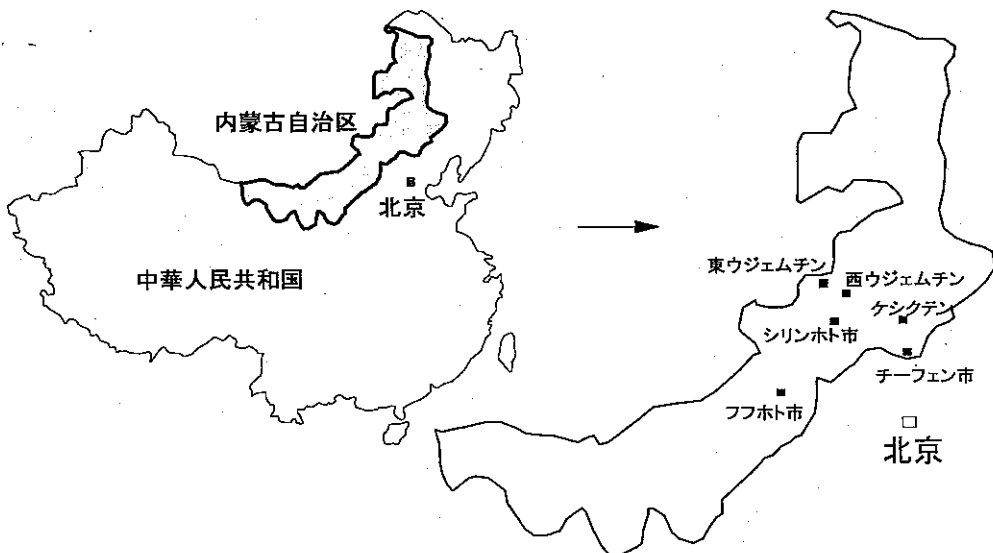 内蒙古自治区
北京
中華人民共和国
東ウジェムチン
西ウジェムチン
ケシクテン
シリンホト市
チーフェン市
フフホト市
北京